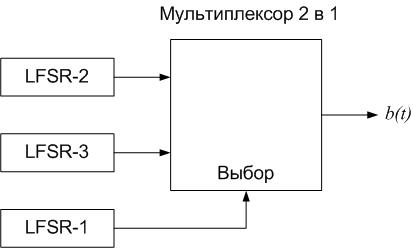 Мультиплексор 2 в 1
LFSR-2
b(t)
LFSR-3
Выбор
LFSR-1